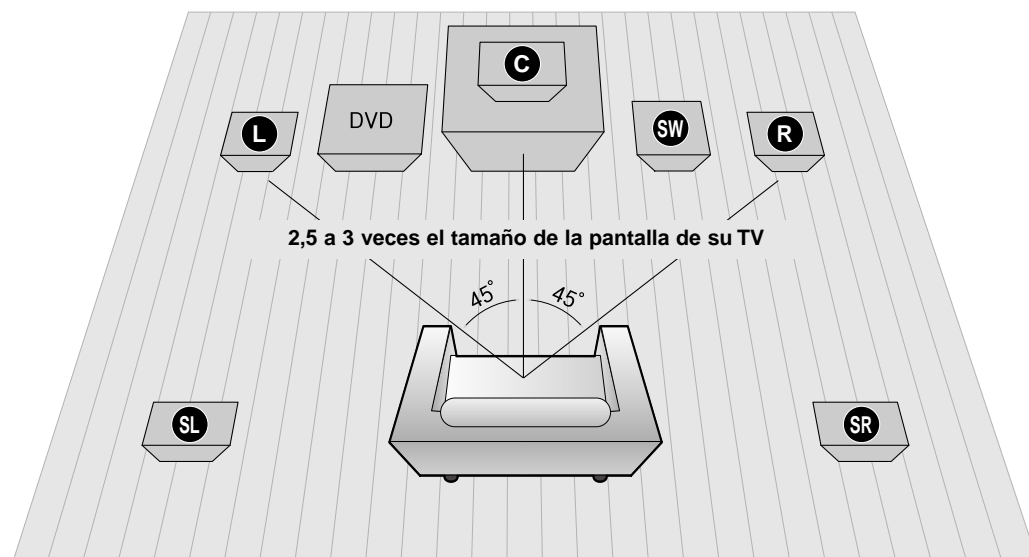 C
L
DVD
SW
R
2,5 a 3 veces el tamaño de la pantalla de su TV
45°
45°
SL
SR